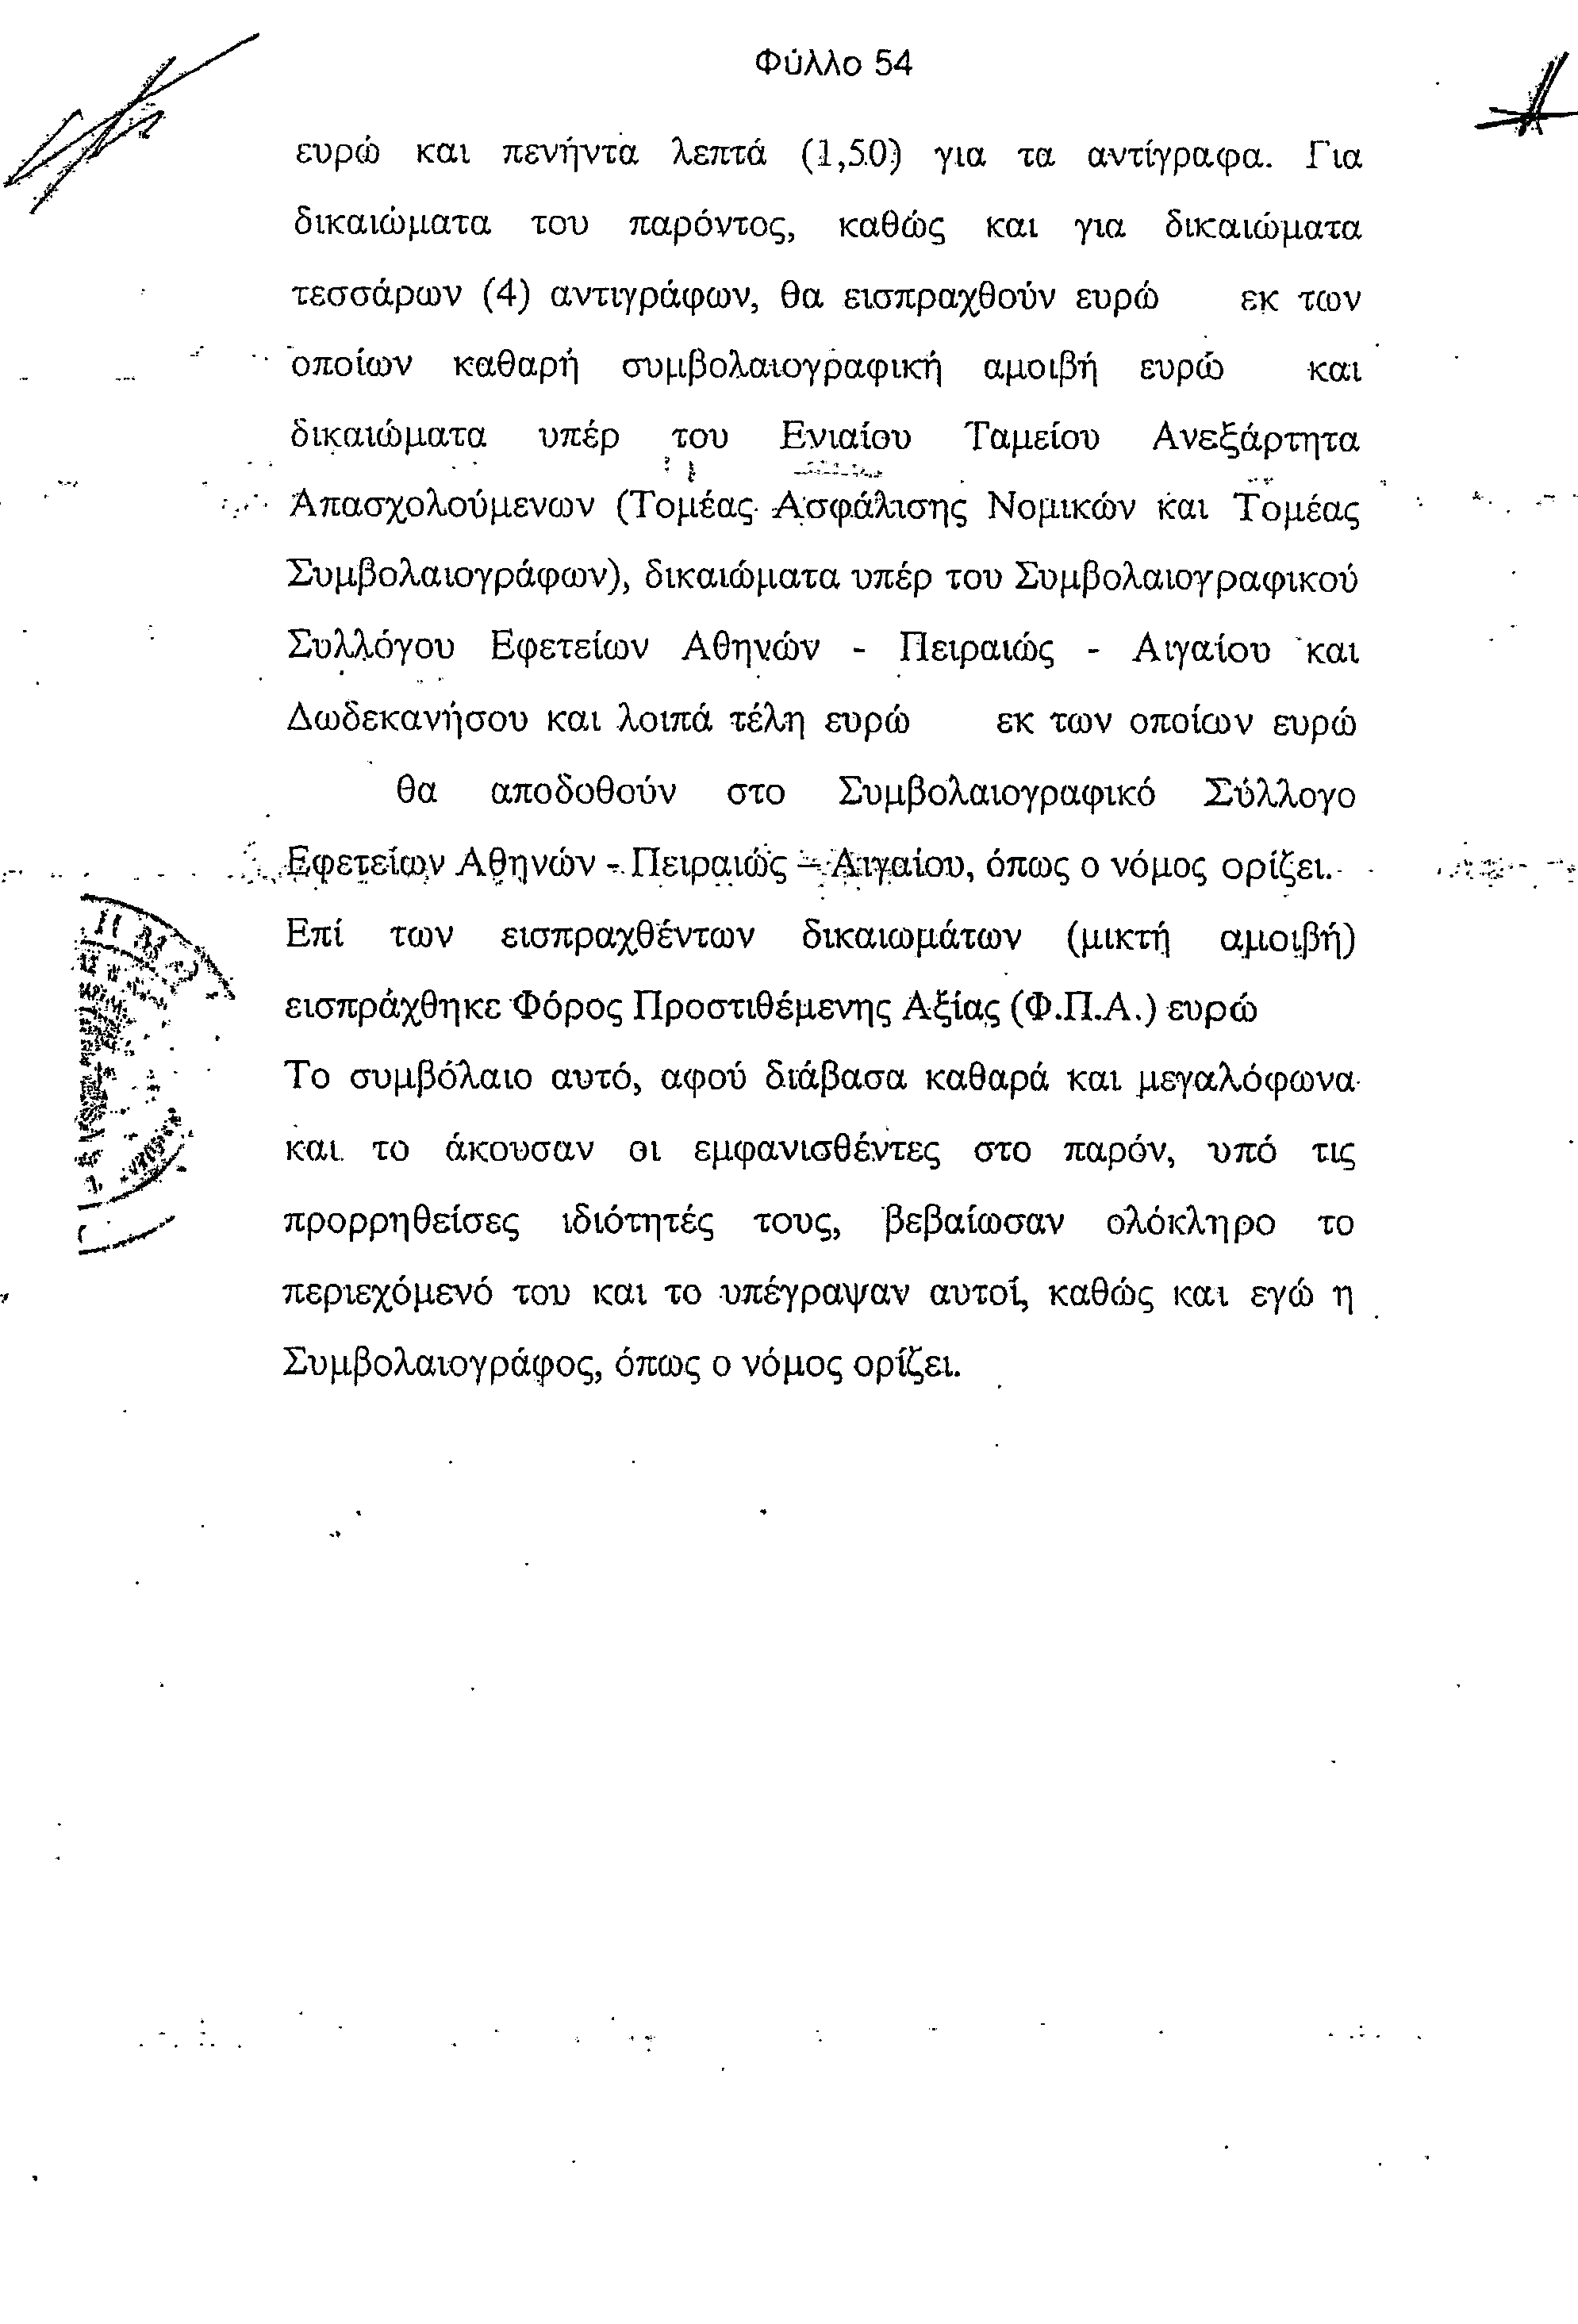 Φύλλο 54
ευρώ και πενήντα λεπτά (1,50) για τα αντίγραφα. Για
δικαιώματα του παρόντος, καθώς και για δικαιώματα
τεσσάρων (4) αντιγράφων, θα εισπραχθούν ευρώ εκ των
οποίων καθαρή συμβολαιογραφική αμοιβή ευρώ και
δικαιώματα υπέρ του Ενιαίου Ταμείου Ανεξάρτητα
Απασχολούμενων (Τομέας Ασφάλισης Νομικών και Τομέας
Συμβολαιογράφων), δικαιώματα υπέρ του Συμβολαιογραφικού
Συλλόγου Εφετείων Αθηνών - Πειραιώς - Αιγαίου και
Δωδεκανήσου και λοιπά τέλη ευρώ εκ των οποίων ευρώ
θα αποδοθούν στο Συμβολαιογραφικό Σύλλογο
Εφετείων Αθηνών - Πειραιώς - Αιγαίου, όπως ο νόμος ορίζει.
Επί των εισπραχθέντων δικαιωμάτων (μικτή αμοιβή)
εισπράχθηκε Φόρος Προστιθέμενης Αξίας (Φ.Π.Α.) ευρώ
Το συμβόλαιο αυτό, αφού διάβασα καθαρά και μεγαλόφωνα
και το άκουσαν οι εμφανισθέντες στο παρόν, υπό τις
προρρηθείσες ιδιότητές τους, βεβαίωσαν ολόκληρο το
περιεχόμενό του και το υπέγραψαν αυτοί, καθώς και εγώ η
Συμβολαιογράφος, όπως ο νόμος ορίζει.